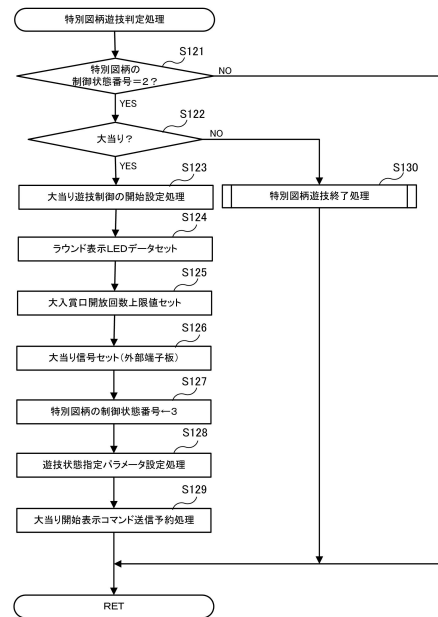 特別図柄遊技判定処理
S121
特別図柄の
制御状態番号=2？
NO
YES
S122
大当り？
NO
YES
S123
大当り遊技制御の開始設定処理
S130
特別図柄遊技終了処理
S124
ラウンド表示LEDデータセット
S125
大入賞口開放回数上限値セット
S126
大当り信号セット(外部端子板)
S127
特別図柄の制御状態番号←3
S128
遊技状態指定パラメータ設定処理
S129
大当り開始表示コマンド送信予約処理
RET